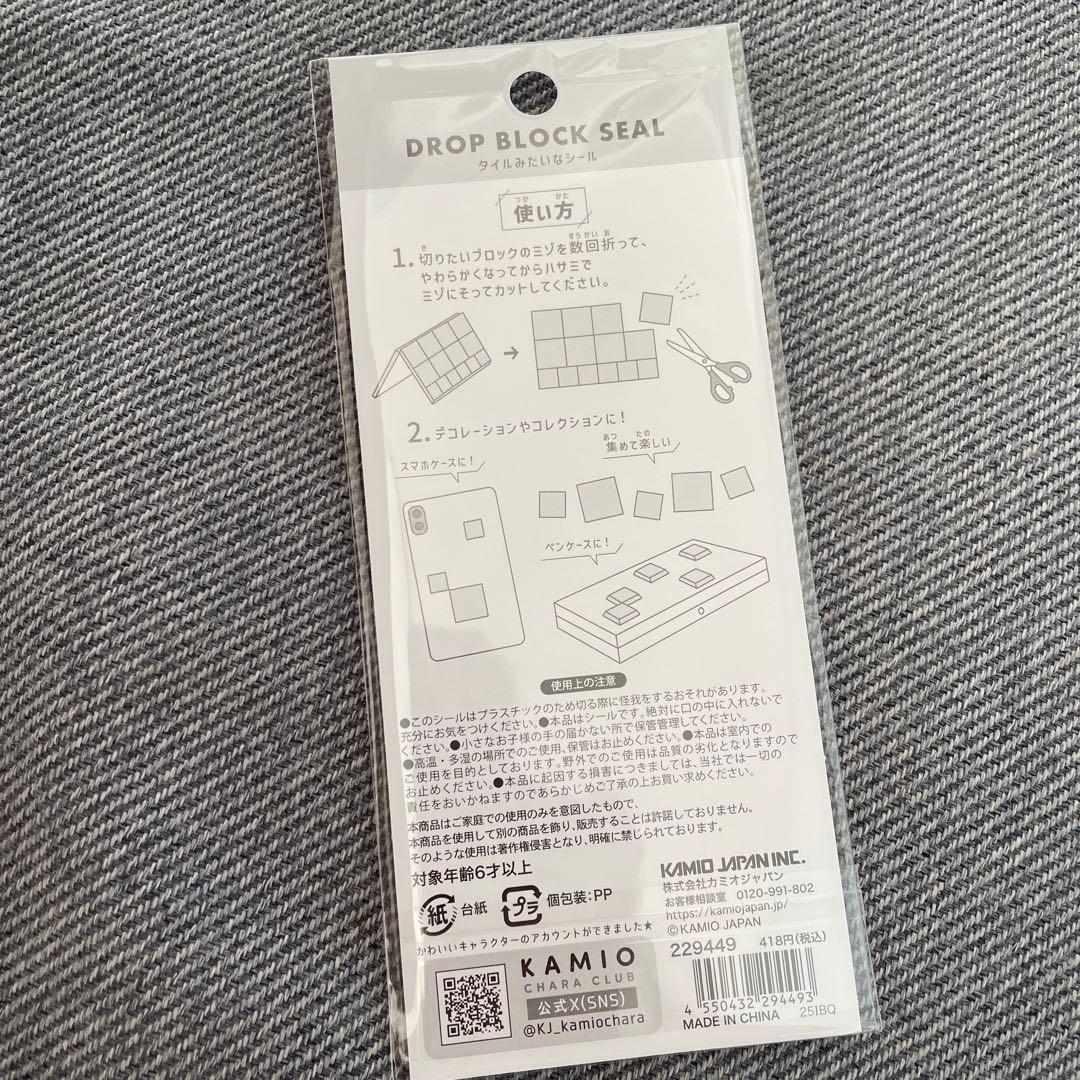 DROP BLOCK SEAL
タイルみたいなシール
つか かた
使い方
き すうかい お
1. 切りたいブロックのミゾを数回折って、
やわらかくなってからハサミで
ミゾにそってカットしてください。
2. デコレーションやコレクションに!
スマホケースに!
あつ たの
集めて楽しい
ペンケースに!
使用上の注意
●このシールはプラスチックのため切る際に怪我をするおそれがあります。
充分にお気をつけください。●本品はシールです。絶対に口の中に入れないで
ください。●小さなお子様の手の届かない所で保管管理してください。
●高温・多湿の場所でのご使用、保管はお止めください。●本品は室内での
ご使用を目的としております。野外でのご使用は品質の劣化となりますので
お止めください。●本品に起因する損害につきましては、当社では一切の
責任をおいかねますのであらかじめご了承の上お買い求めください。
本商品はご家庭での使用のみを意図したもので、
本商品を使用して別の商品を飾り、販売することは許諾しておりません。
そのような使用は著作権侵害となり、明確に禁じられております。
対象年齢6才以上
紙 台紙 プラ 個包装:PP
KAMIO JAPAN INC.
株式会社カミオジャパン
お客様相談室 0120-991-802
https://kamiojapan.jp/
©KAMIO JAPAN
かわいいキャラクターのアカウントができました★
KAMIO
CHARA CLUB
公式X(SNS)
@KJ_kamiochara
229449 418円(税込)
4 550432 294493
MADE IN CHINA 25IBQ